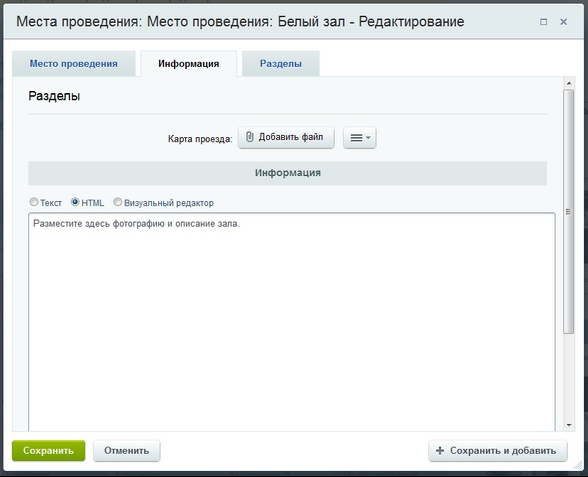 Места проведения: Место проведения: Белый зал - Редактирование
Место проведения Информация Разделы
Разделы
Карта проезда: Добавить файл
Информация
Текст HTML Визуальный редактор
Разместите здесь фотографию и описание зала.
Сохранить Отменить Сохранить и добавить